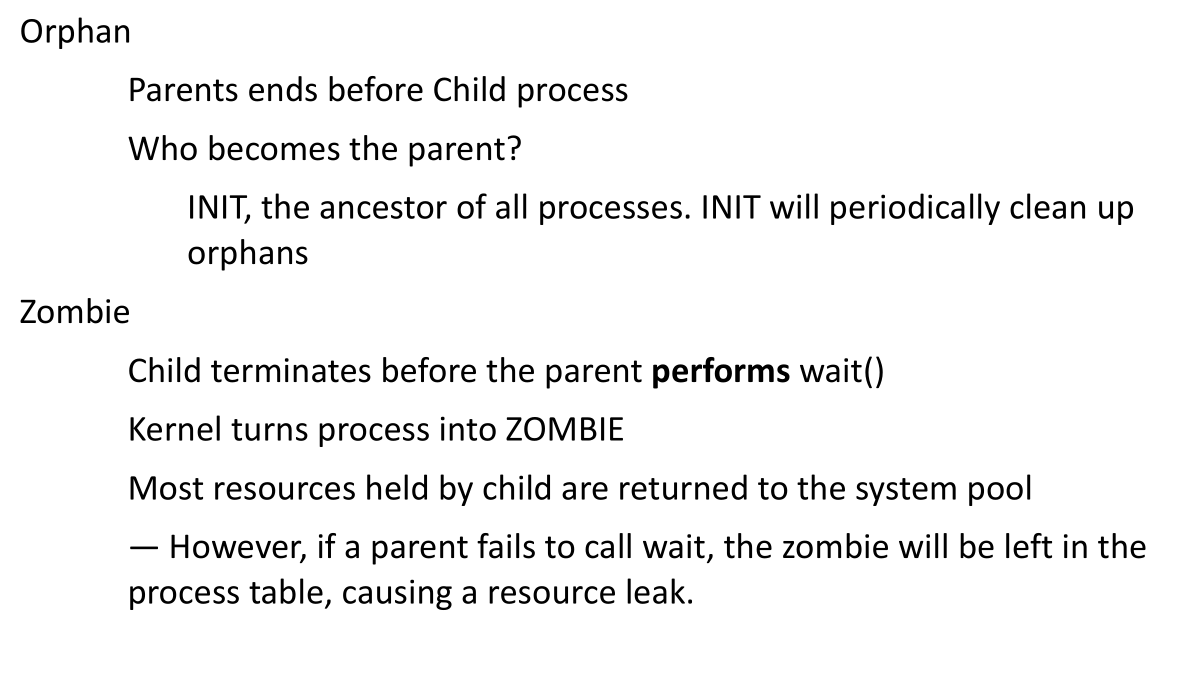 Orphan
Parents ends before Child process
Who becomes the parent?
INIT, the ancestor of all processes. INIT will periodically clean up
orphans
Zombie
Child terminates before the parent performs wait()
Kernel turns process into ZOMBIE
Most resources held by child are returned to the system pool
— However, if a parent fails to call wait, the zombie will be left in the
process table, causing a resource leak.